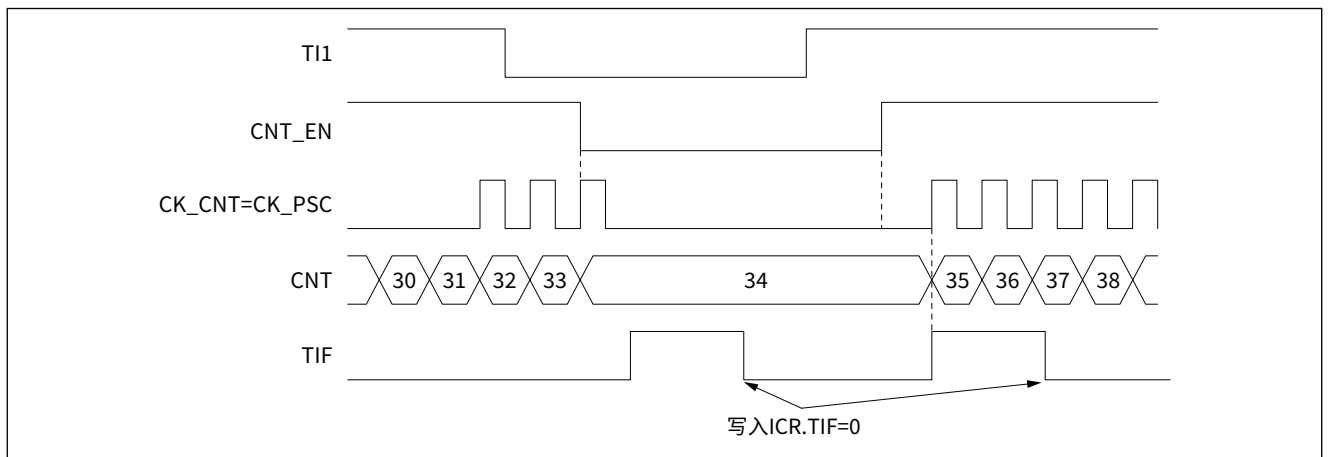 TI1
CNT_EN
CK_CNT=CK_PSC
CNT 30 31 32 33 34 35 36 37 38
TIF
写入ICR.TIF=0